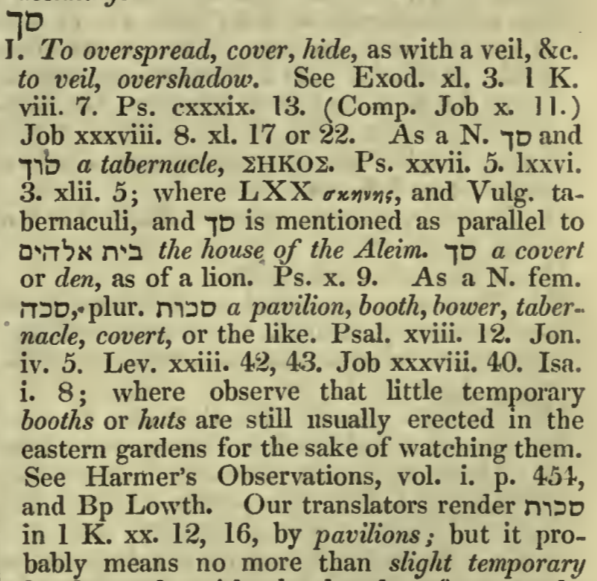 סך
I. To overspread, cover, hide, as with a veil, &c.
to veil, overshadow. See Exod. xl. 3. 1 K.
viii. 7. Ps. cxxxix. 13. (Comp. Job x. 11.)
Job xxxviii. 8. xl. 17 or 22. As a N. סך and
סוך a tabernacle, ΣΗΚΟΣ. Ps. xxvii. 5. lxxvi.
3. xlii. 5; where LXX σκηνης, and Vulg. ta-
bernaculi, and סך is mentioned as parallel to
בית אלהים the house of the Aleim. סך a covert
or den, as of a lion. Ps. x. 9. As a N. fem.
סכה, plur. סכות a pavilion, booth, bower, taber-
nacle, covert, or the like. Psal. xviii. 12. Jon.
iv. 5. Lev. xxiii. 42, 43. Job xxxviii. 40. Isa.
i. 8; where observe that little temporary
booths or huts are still usually erected in the
eastern gardens for the sake of watching them.
See Harmer's Observations, vol. i. p. 454,
and Bp Lowth. Our translators render סכות
in 1 K. xx. 12, 16, by pavilions; but it pro-
bably means no more than slight temporary